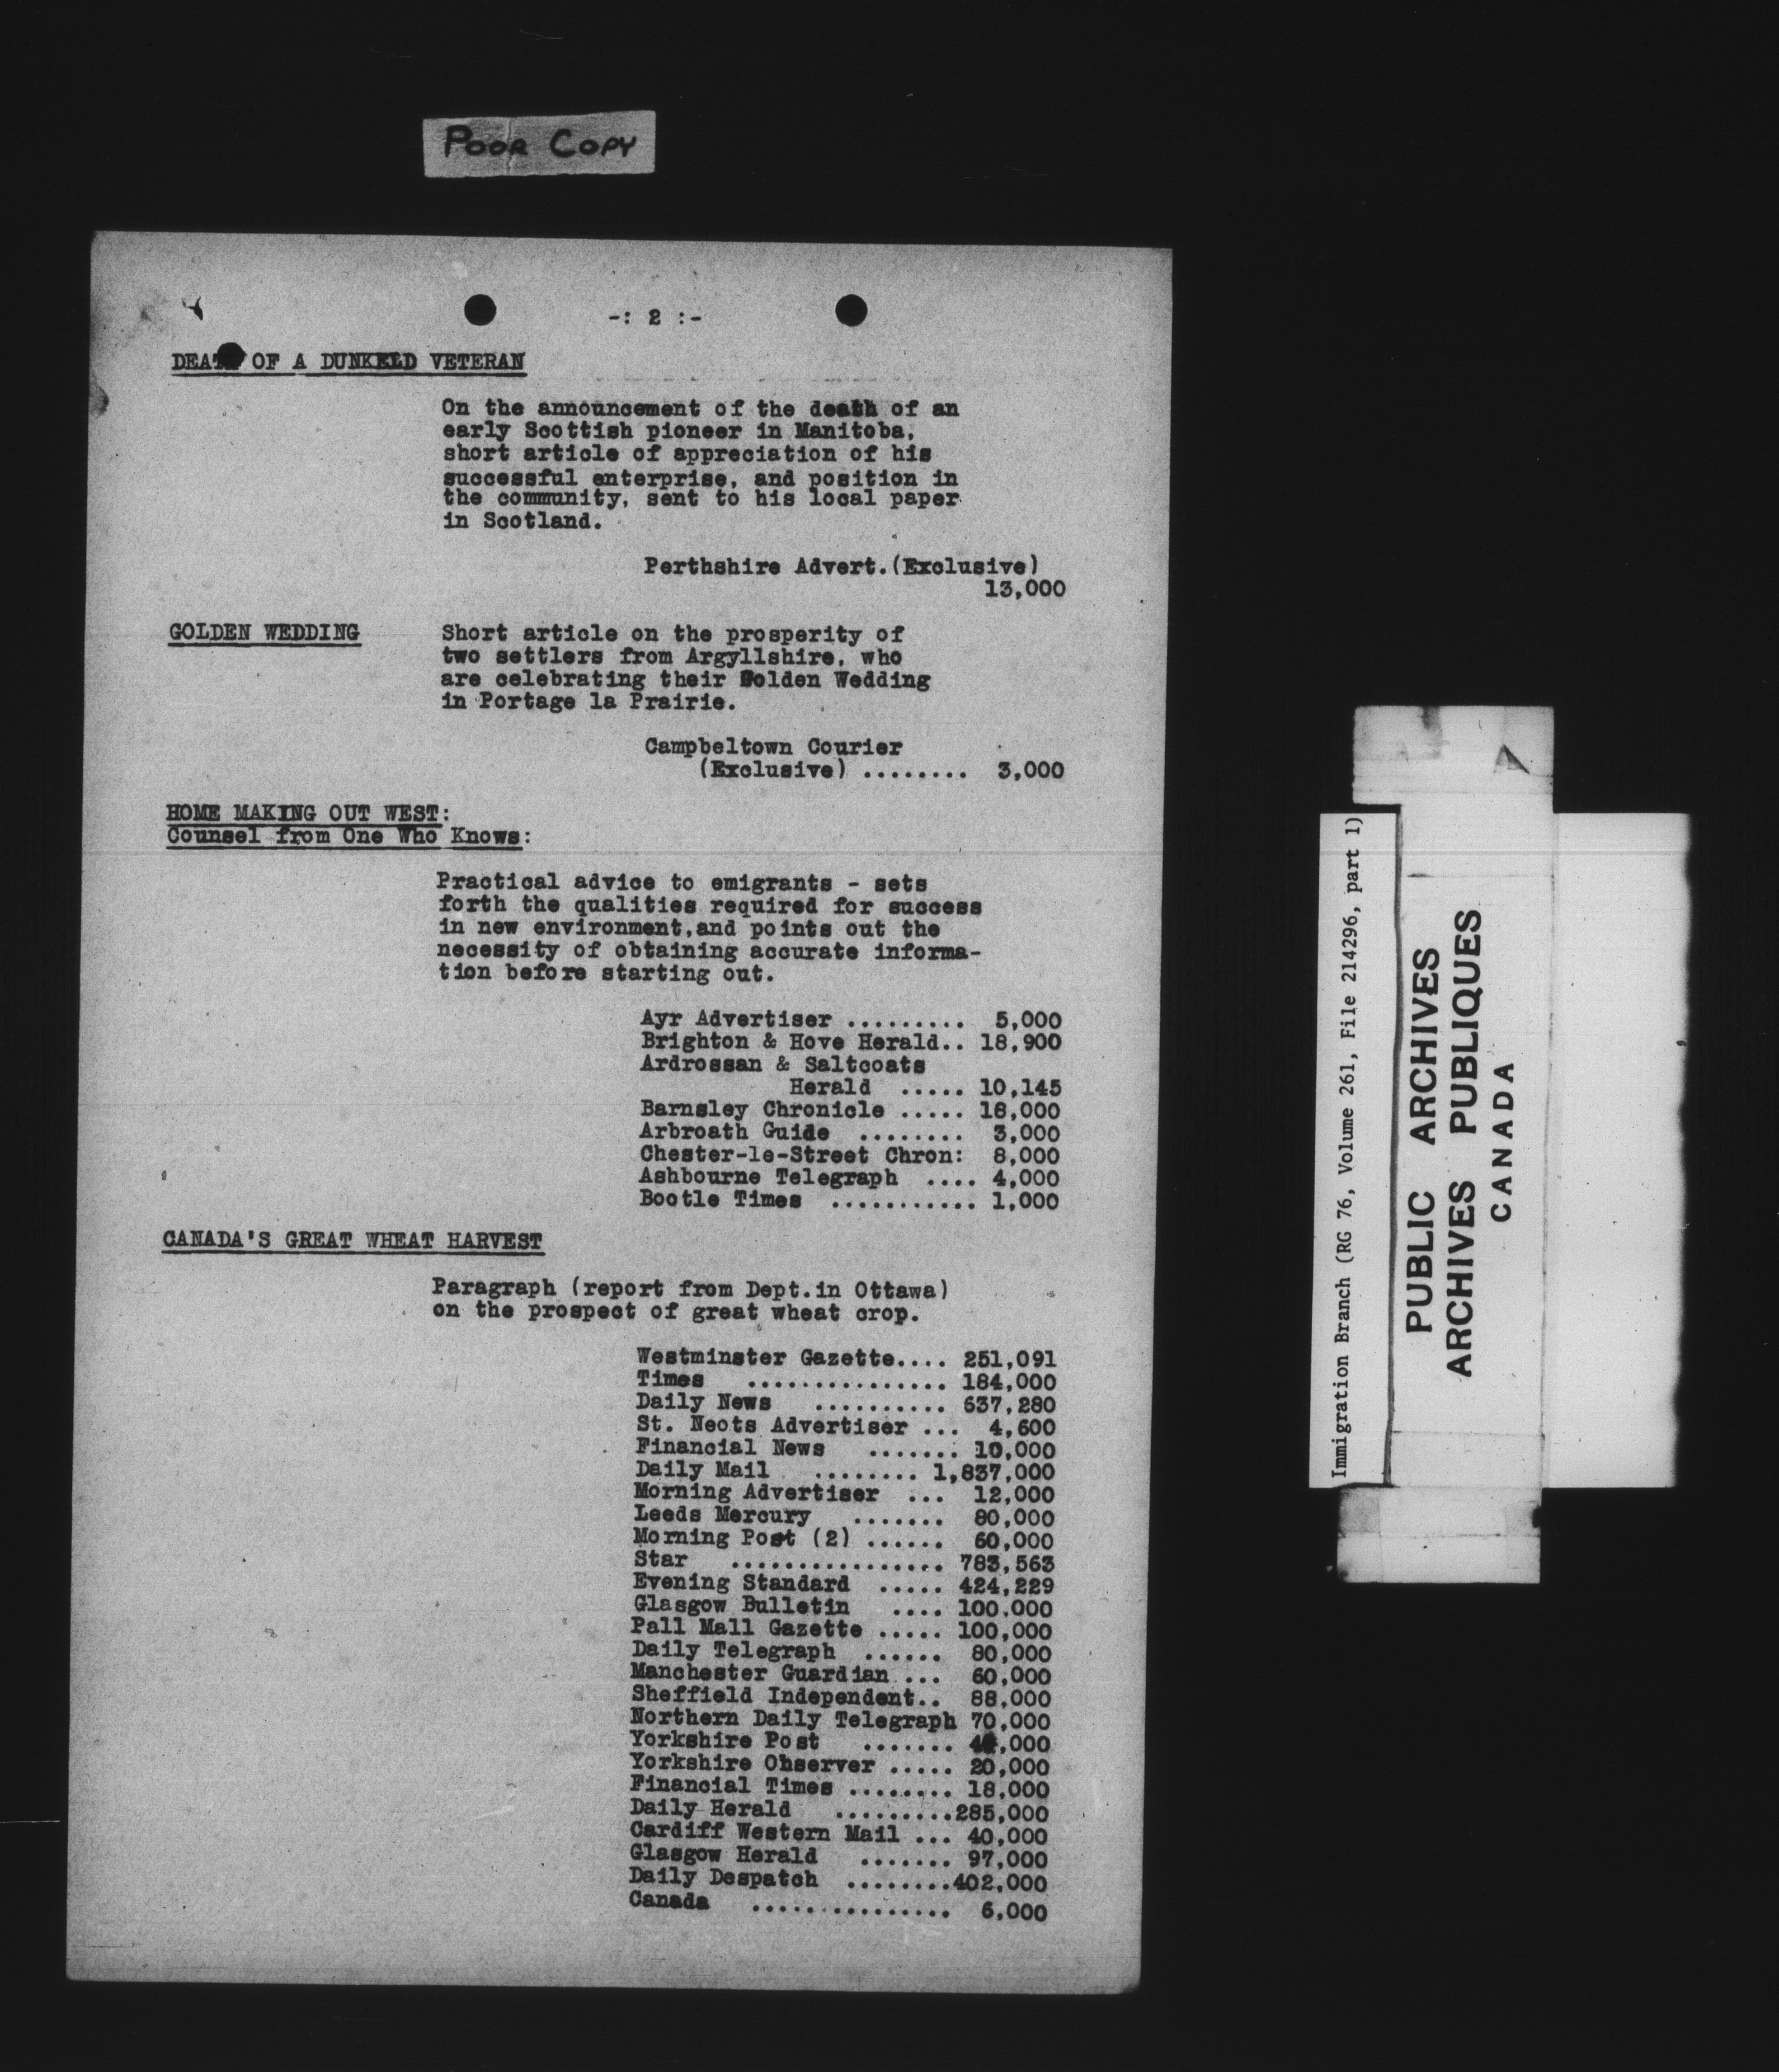 POOR COPY
-: 2 :-
DEATH OF A DUNKELD VETERAN
On the announcement of the death of an
early Scottish pioneer in Manitoba,
short article of appreciation of his
successful enterprise, and position in
the community, sent to his local paper
in Scotland.
Perthshire Advert.(Exclusive)
13,000
GOLDEN WEDDING
Short article on the prosperity of
two settlers from Argyllshire, who
are celebrating their Golden Wedding
in Portage la Prairie.
Campbeltown Courier
(Exclusive) ........ 3,000
HOME MAKING OUT WEST:
Counsel from One Who Knows:
Practical advice to emigrants - sets
forth the qualities required for success
in new environment,and points out the
necessity of obtaining accurate informa-
tion before starting out.
Ayr Advertiser ......... 5,000
Brighton & Hove Herald.. 18,900
Ardrossan & Saltcoats
Herald ..... 10,145
Barnsley Chronicle ..... 18,000
Arbroath Guide ........ 3,000
Chester-le-Street Chron: 8,000
Ashbourne Telegraph .... 4,000
Bootle Times ........... 1,000
CANADA'S GREAT WHEAT HARVEST
Paragraph (report from Dept.in Ottawa)
on the prospect of great wheat crop.
Westminster Gazette.... 251,091
Times ............... 184,000
Daily News .......... 637,280
St. Neots Advertiser ... 4,600
Financial News ....... 10,000
Daily Mail ........ 1,837,000
Morning Advertiser ... 12,000
Leeds Mercury ....... 80,000
Morning Post (2) ...... 60,000
Star ................ 783,563
Evening Standard ..... 424,229
Glasgow Bulletin .... 100,000
Pall Mall Gazette ..... 100,000
Daily Telegraph ...... 80,000
Manchester Guardian ... 60,000
Sheffield Independent.. 88,000
Northern Daily Telegraph 70,000
Yorkshire Post .......
Yorkshire Observer ..... 20,000
Financial Times ........ 18,000
Daily Herald .........285,000
Cardiff Western Mail ... 40,000
Glasgow Herald ....... 97,000
Daily Despatch ........402,000
Canada ............... 6,000
Immigration Branch (RG 76, Volume 261, File 214296, part 1)
PUBLIC ARCHIVES
ARCHIVES PUBLIQUES
CANADA